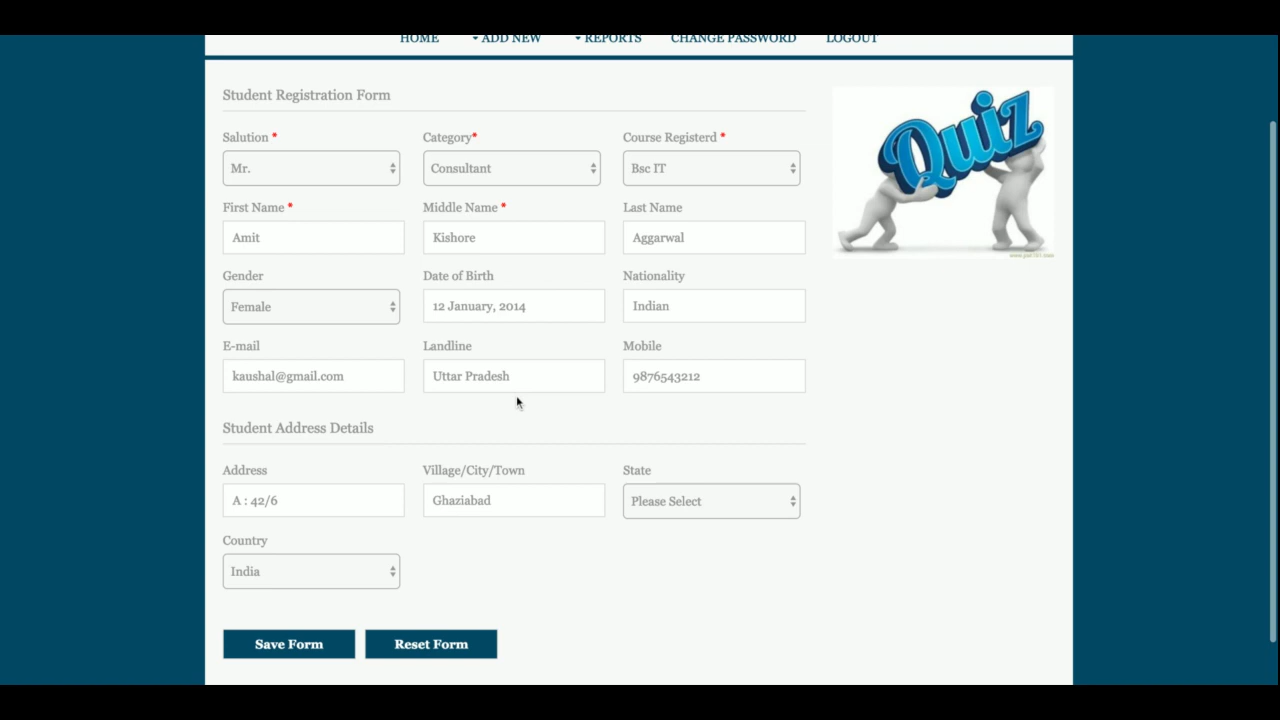 HOME ADD NEW REPORTS CHANGE PASSWORD LOGOUT
Student Registration Form
Salution * Category* Course Registerd *
Mr. Consultant Bsc IT
First Name * Middle Name * Last Name
Amit Kishore Aggarwal
Gender Date of Birth Nationality
Female 12 January, 2014 Indian
E-mail Landline Mobile
kaushal@gmail.com Uttar Pradesh 9876543212
Student Address Details
Address Village/City/Town State
A : 42/6 Ghaziabad Please Select
Country
India
Save Form Reset Form
Quiz